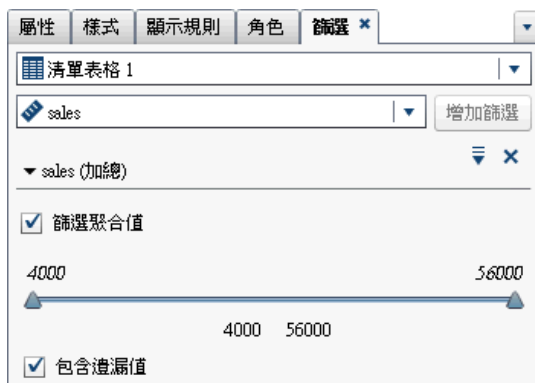 屬性 樣式 顯示規則 角色 篩選
清單表格 1
sales 增加篩選
sales (加總)
篩選聚合值
4000 56000
4000 56000
包含遺漏值